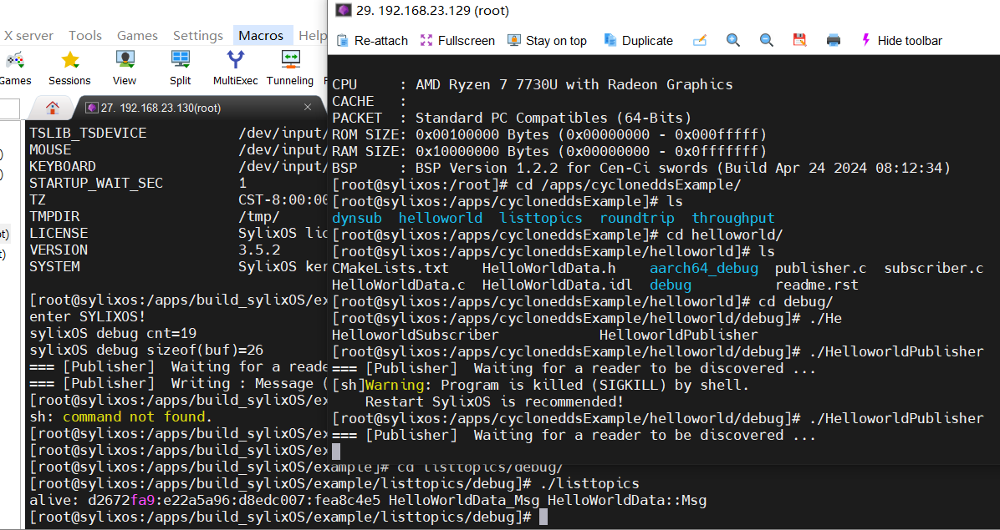 29. 192.168.23.129 (root)
X server Tools Games Settings Macros Help
Re-attach Fullscreen Stay on top Duplicate Hide toolbar
Games Sessions View Split MultiExec Tunneling
27. 192.168.23.130(root)
TSLIB_TSDEVICE /dev/input/
MOUSE /dev/input/
KEYBOARD /dev/input/
STARTUP_WAIT_SEC 1
TZ CST-8:00:00
TMPDIR /tmp/
LICENSE SylixOS lic
VERSION 3.5.2
SYSTEM SylixOS ker
[root@sylixos:/apps/build_sylixOS/ex
enter SYLIXOS!
sylixOS debug cnt=19
sylixOS debug sizeof(buf)=26
=== [Publisher]  Waiting for a reade
=== [Publisher]  Writing : Message (
[root@sylixos:/apps/build_sylixOS/ex
sh: command not found.
[root@sylixos:/apps/build_sylixOS/ex
[root@sylixos:/apps/build_sylixOS/ex
[root@sylixos:/apps/build_sylixOS/example]# cd listtopics/debug/
[root@sylixos:/apps/build_sylixOS/example/listtopics/debug]# ./listtopics
alive: d2672fa9:e22a5a96:d8edc007:fea8c4e5 HelloWorldData_Msg HelloWorldData::Msg
[root@sylixos:/apps/build_sylixOS/example/listtopics/debug]#
CPU : AMD Ryzen 7 7730U with Radeon Graphics
CACHE :
PACKET : Standard PC Compatibles (64-Bits)
ROM SIZE: 0x00100000 Bytes (0x00000000 - 0x000fffff)
RAM SIZE: 0x10000000 Bytes (0x00000000 - 0x0fffffff)
BSP : BSP Version 1.2.2 for Cen-Ci swords (Build Apr 24 2024 08:12:34)
[root@sylixos:/root]# cd /apps/cycloneddsExample/
[root@sylixos:/apps/cycloneddsExample]# ls
dynsub helloworld listtopics roundtrip throughput
[root@sylixos:/apps/cycloneddsExample]# cd helloworld/
[root@sylixos:/apps/cycloneddsExample/helloworld]# ls
CMakeLists.txt HelloWorldData.h aarch64_debug publisher.c subscriber.c
HelloWorldData.c HelloWorldData.idl debug readme.rst
[root@sylixos:/apps/cycloneddsExample/helloworld]# cd debug/
[root@sylixos:/apps/cycloneddsExample/helloworld/debug]# ./He
HelloworldSubscriber HelloworldPublisher
[root@sylixos:/apps/cycloneddsExample/helloworld/debug]# ./HelloworldPublisher
=== [Publisher]  Waiting for a reader to be discovered ...
[sh]Warning: Program is killed (SIGKILL) by shell.
Restart SylixOS is recommended!
[root@sylixos:/apps/cycloneddsExample/helloworld/debug]# ./HelloworldPublisher
=== [Publisher]  Waiting for a reader to be discovered ...